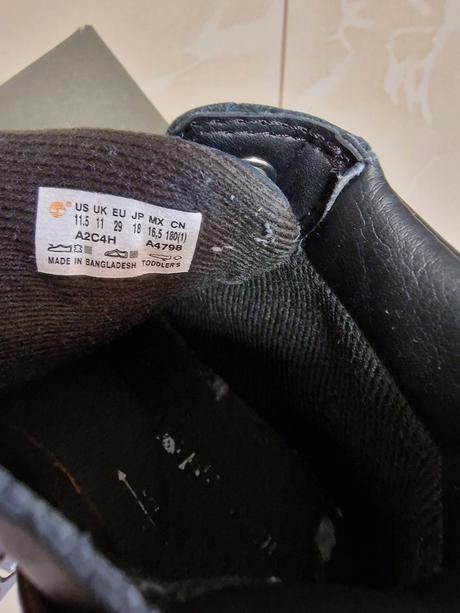 US UK EU JP MX CN
11.5 11 29 18 16,5 180(1)
A2C4H A4798
MADE IN BANGLADESH TODDLER'S